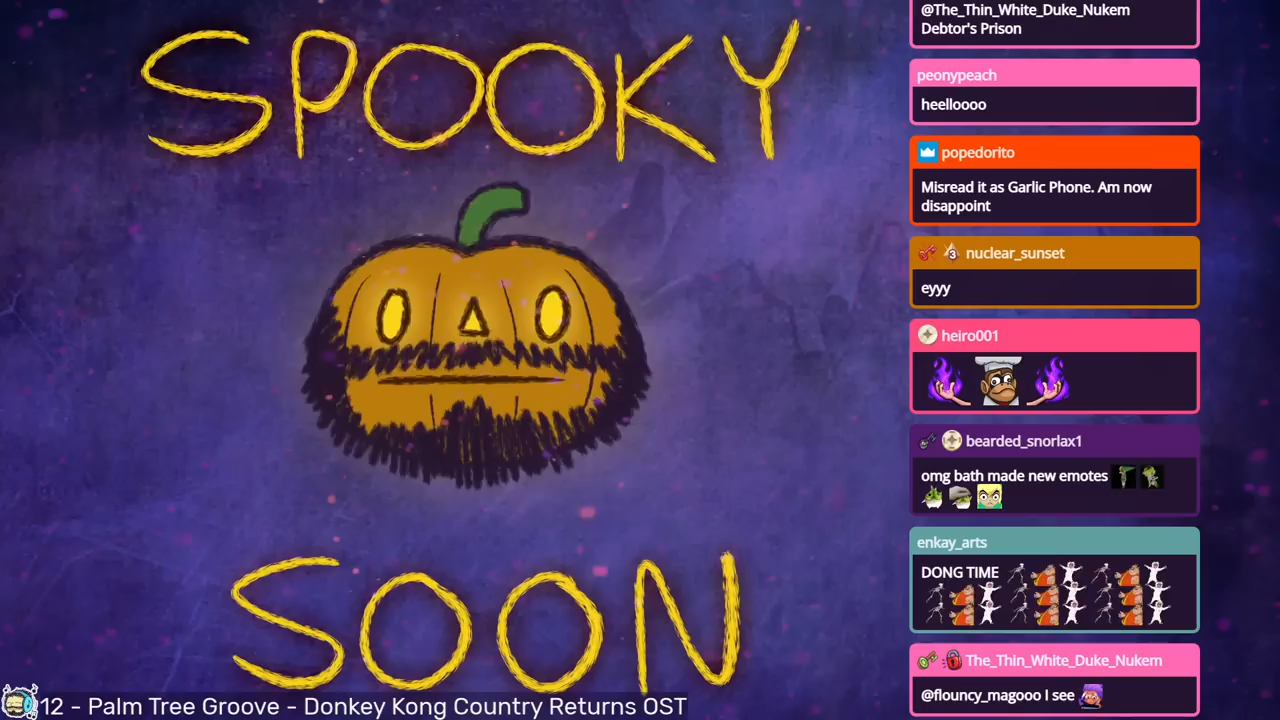 SPOOKY
SOON
12 - Palm Tree Groove - Donkey Kong Country Returns OST
@The_Thin_White_Duke_Nukem
Debtor's Prison
peonypeach
heelloooo
popedorito
Misread it as Garlic Phone. Am now
disappoint
3 nuclear_sunset
eyyy
heiro001
bearded_snorlax1
omg bath made new emotes
enkay_arts
DONG TIME
The_Thin_White_Duke_Nukem
@flouncy_magooo I see